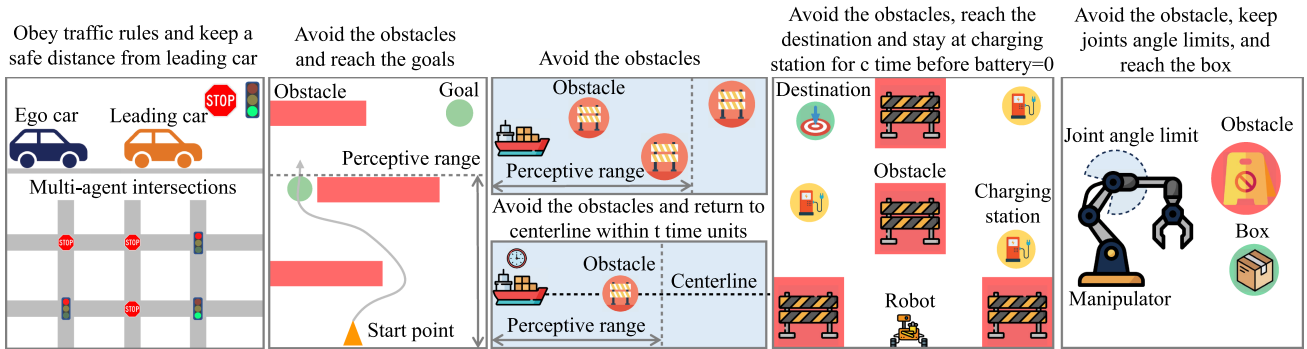 Obey traffic rules and keep a
safe distance from leading car
STOP
Ego car
Leading car
Multi-agent intersections
STOP
STOP
STOP
Avoid the obstacles
and reach the goals
Obstacle
Goal
Perceptive range
Start point
Avoid the obstacles
Obstacle
Perceptive range
Avoid the obstacles and return to
centerline within t time units
Obstacle
Centerline
Perceptive range
Avoid the obstacles, reach the
destination and stay at charging
station for c time before battery=0
Destination
Obstacle
Charging
station
Robot
Avoid the obstacle, keep
joints angle limits, and
reach the box
Joint angle limit
Obstacle
Box
Manipulator